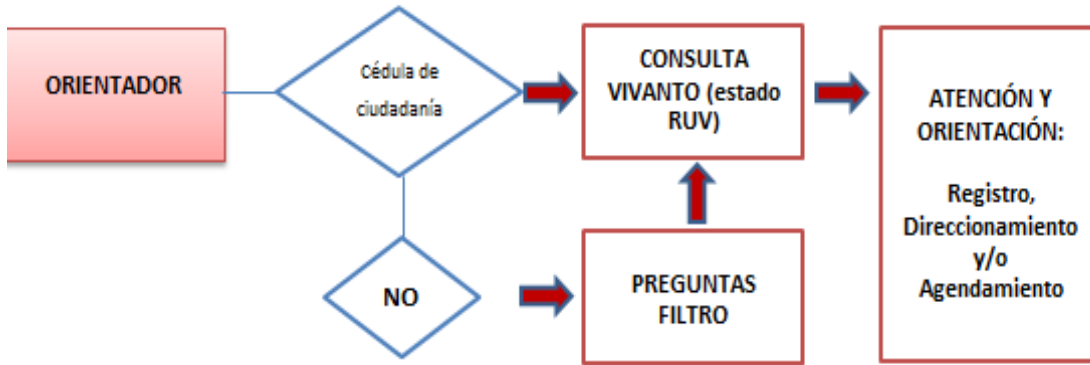 ORIENTADOR
Cédula de
ciudadanía
CONSULTA
VIVANTO (estado
RUV)
ATENCIÓN Y
ORIENTACIÓN:
Registro,
Direccionamiento
y/o
Agendamiento
NO
PREGUNTAS
FILTRO